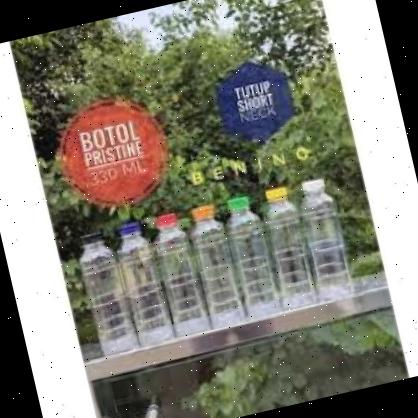 BOTOL
PRISTINE
330 ML
TUTUP
SHORT
NECK
BENING